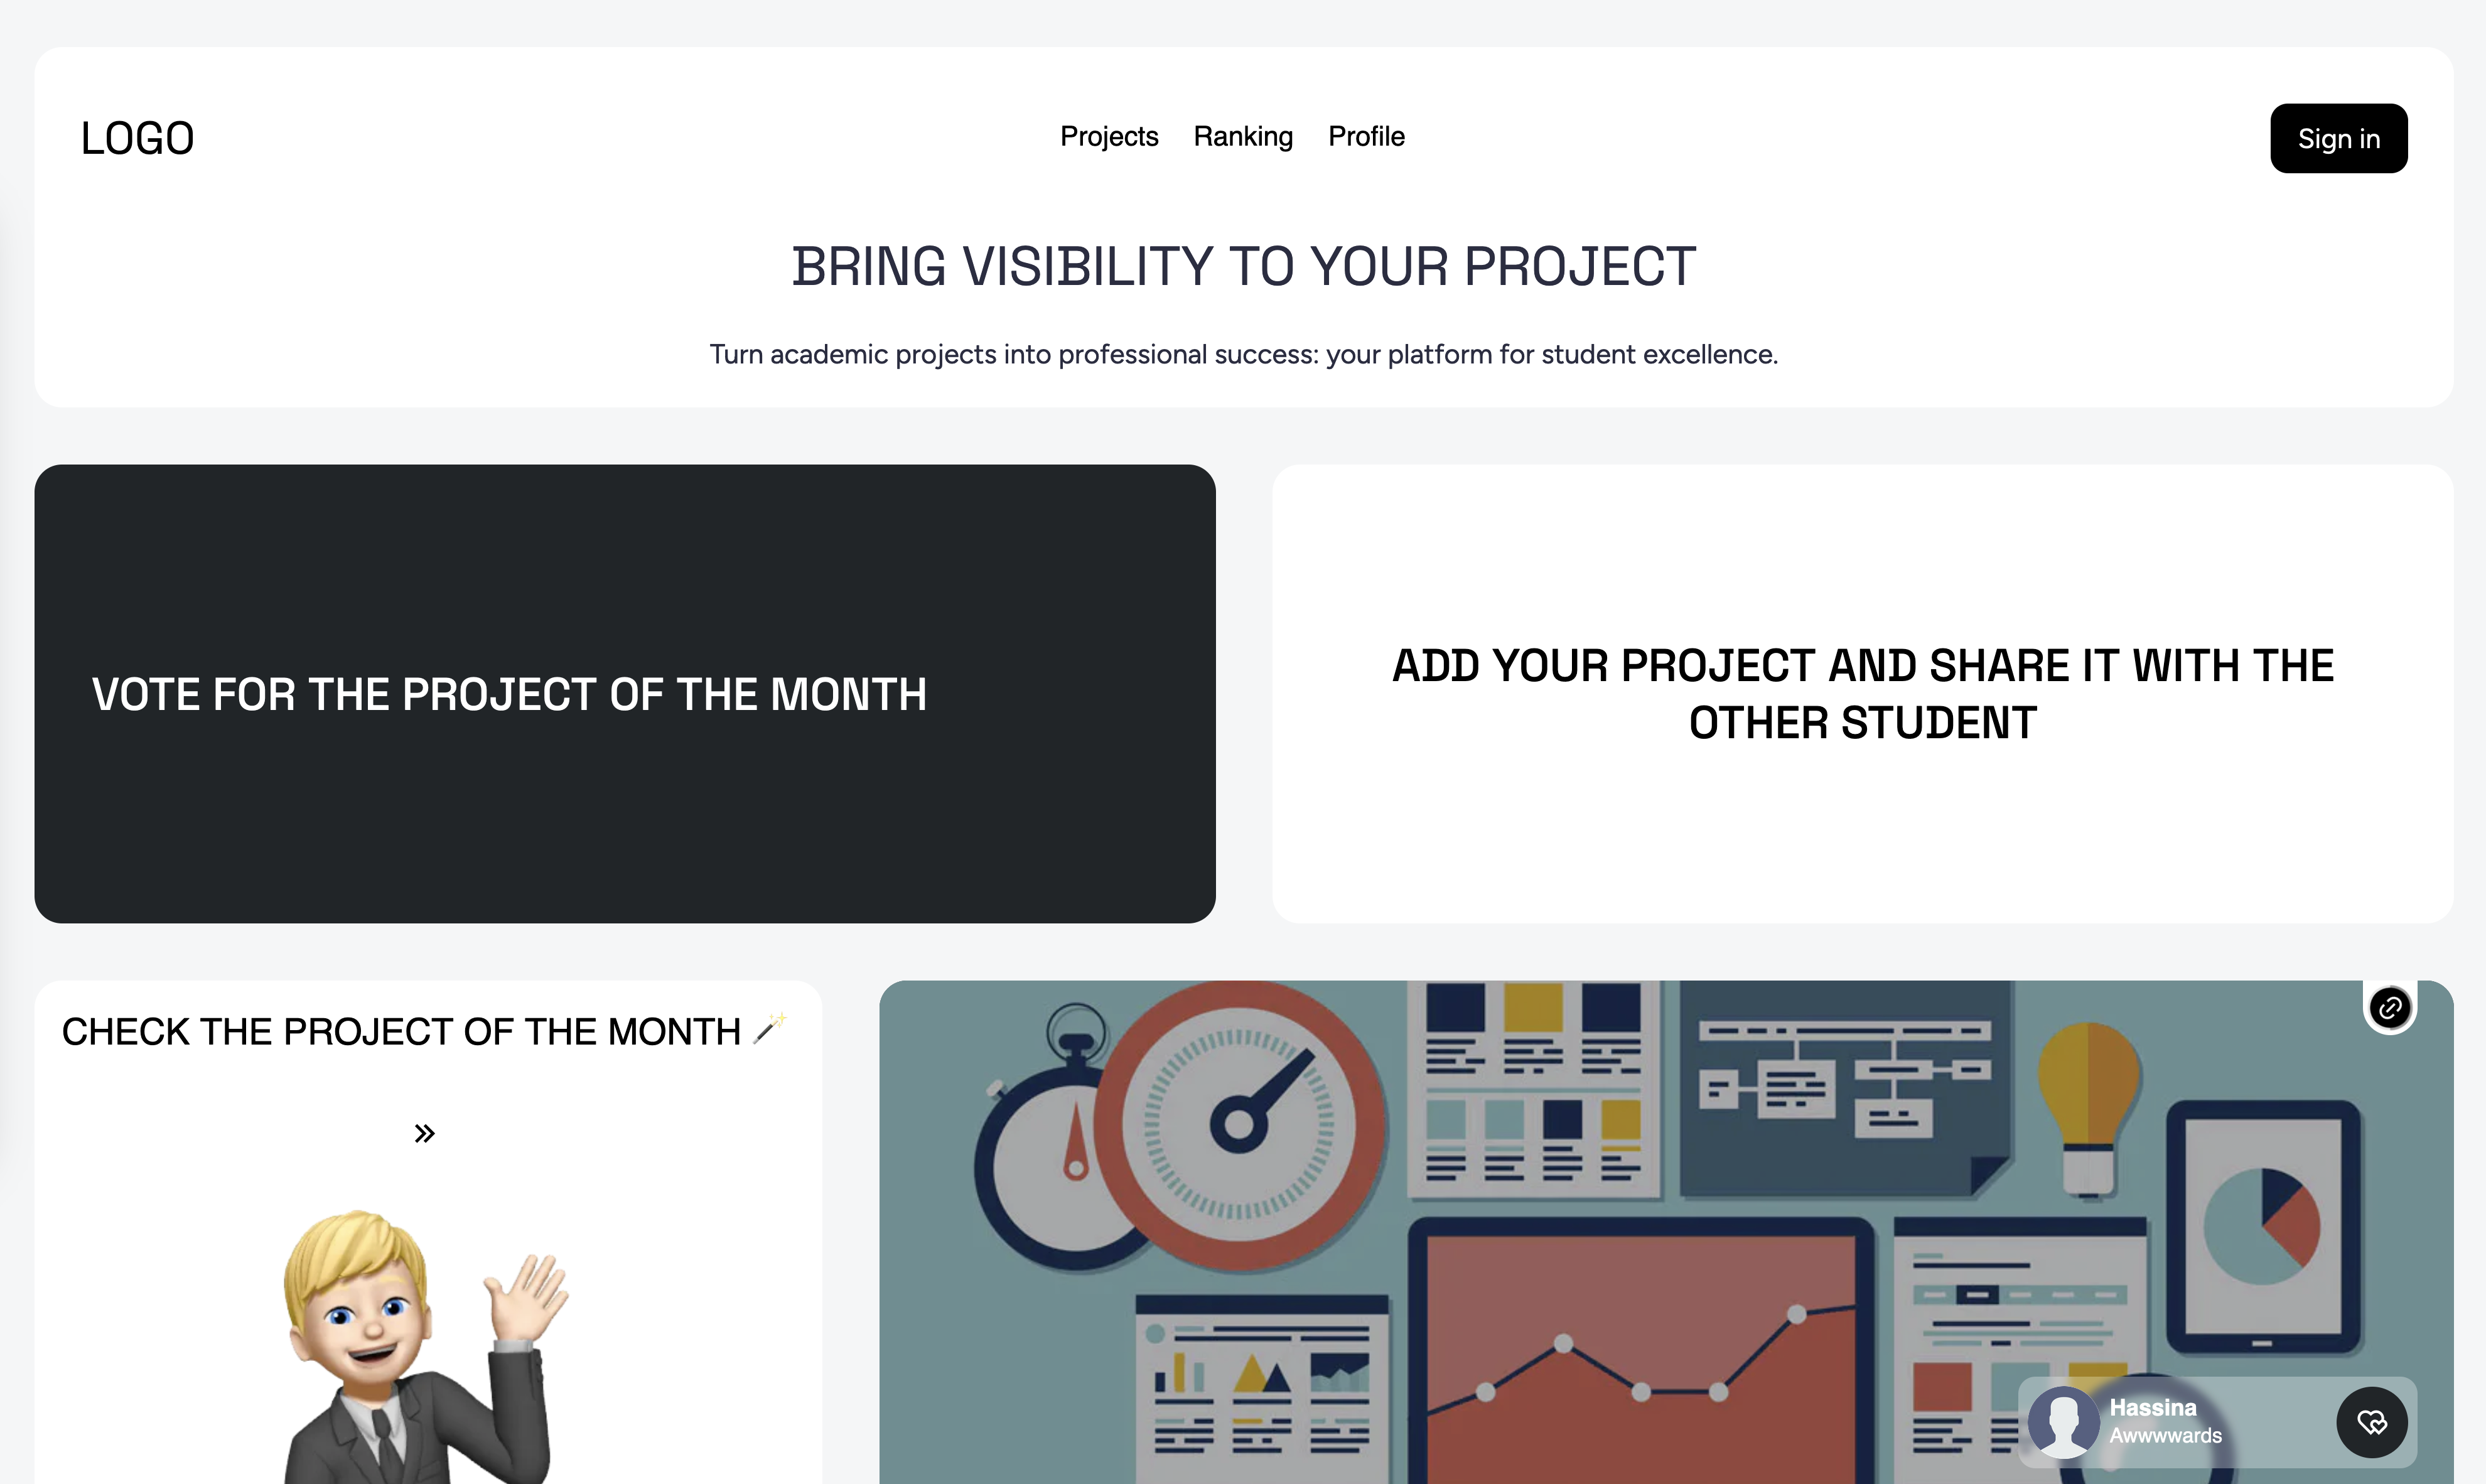 LOGO
Projects
Ranking
Profile
Sign in
BRING VISIBILITY TO YOUR PROJECT
Turn academic projects into professional success: your platform for student excellence.
VOTE FOR THE PROJECT OF THE MONTH
ADD YOUR PROJECT AND SHARE IT WITH THE
OTHER STUDENT
CHECK THE PROJECT OF THE MONTH
Hassina
Awwwwards